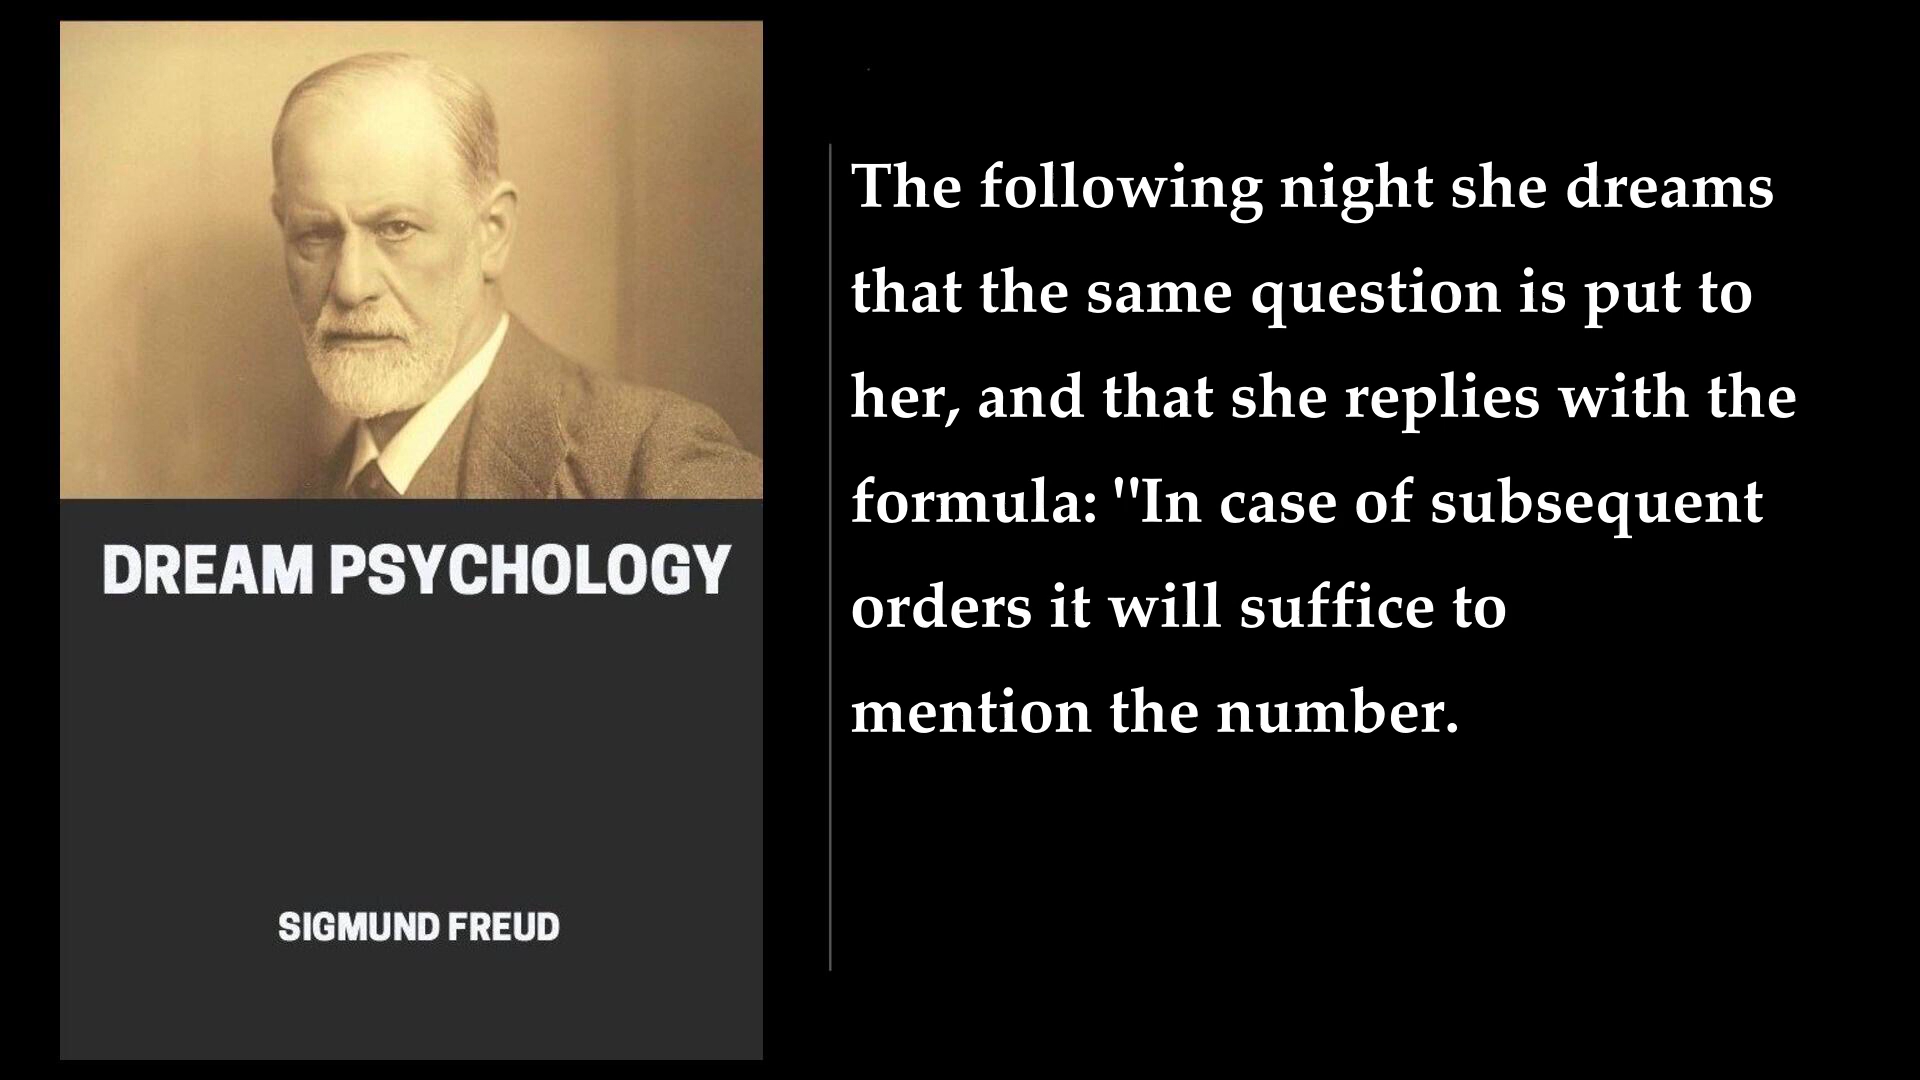 DREAM PSYCHOLOGY
SIGMUND FREUD
The following night she dreams
that the same question is put to
her, and that she replies with the
formula: "In case of subsequent
orders it will suffice to
mention the number.